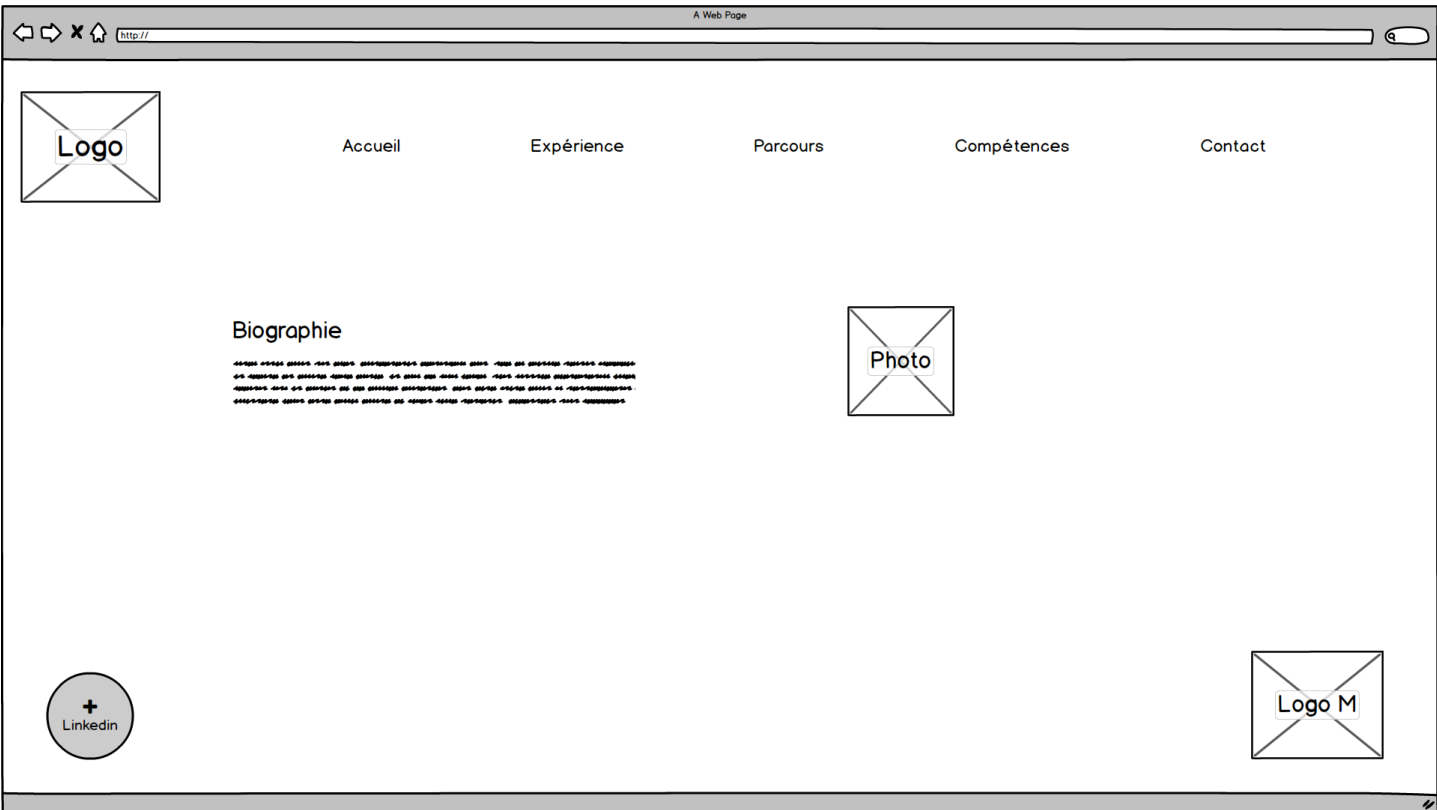 A Web Page
http://
Logo
Accueil Expérience Parcours Compétences Contact
Biographie
Photo
Linkedin
Logo M